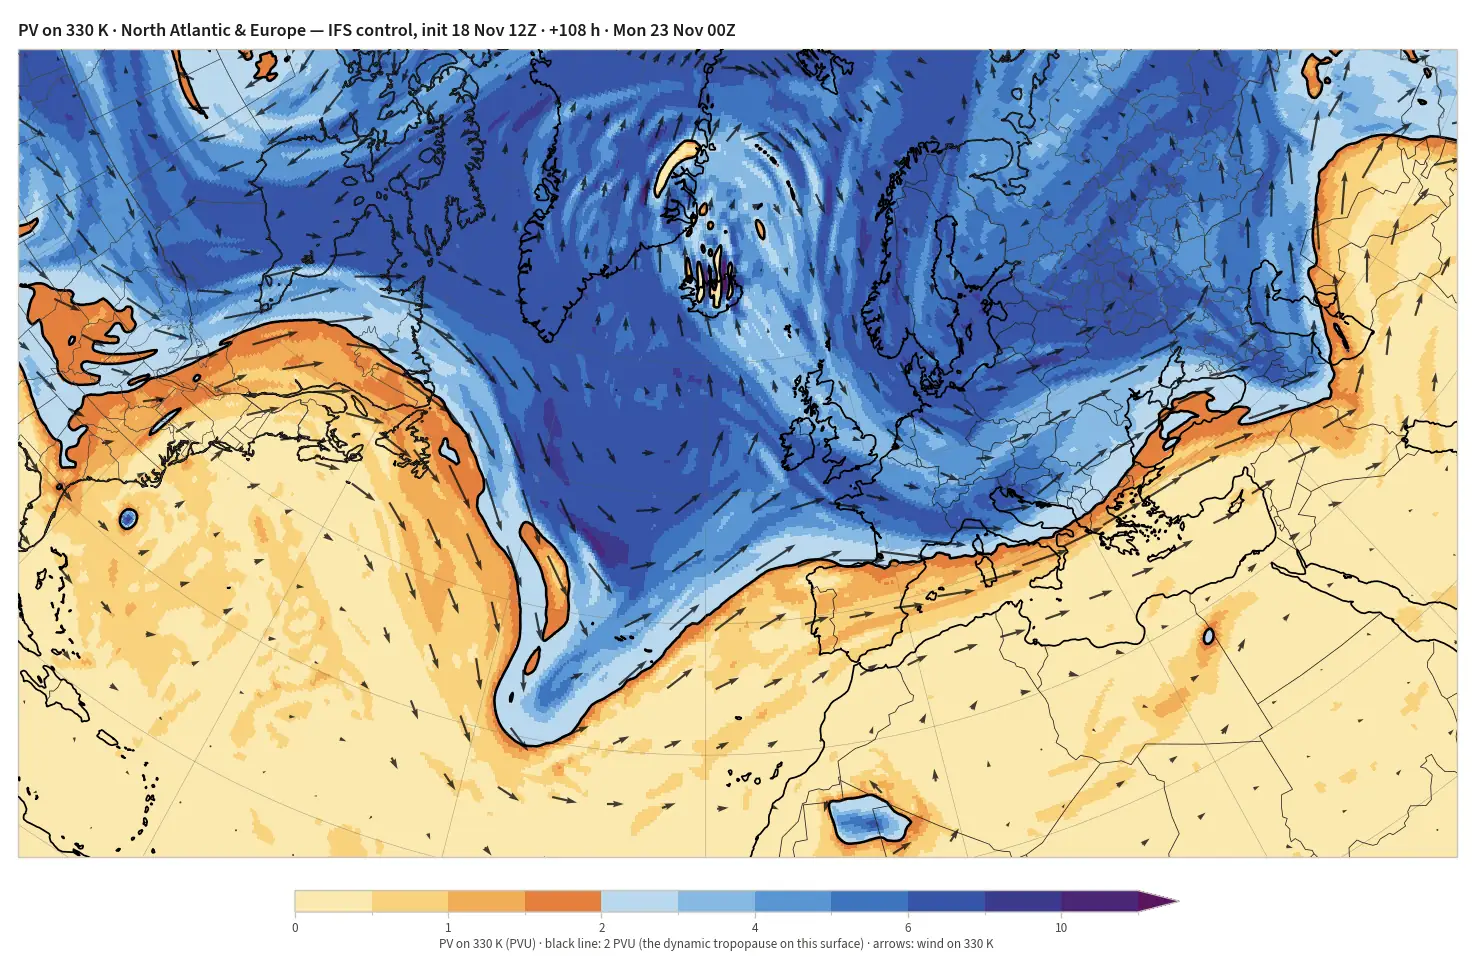 PV on 330 K · North Atlantic & Europe — IFS control, init 18 Nov 12Z · +108 h · Mon 23 Nov 00Z
0 1 2 4 6 10
PV on 330 K (PVU) · black line: 2 PVU (the dynamic tropopause on this surface) · arrows: wind on 330 K